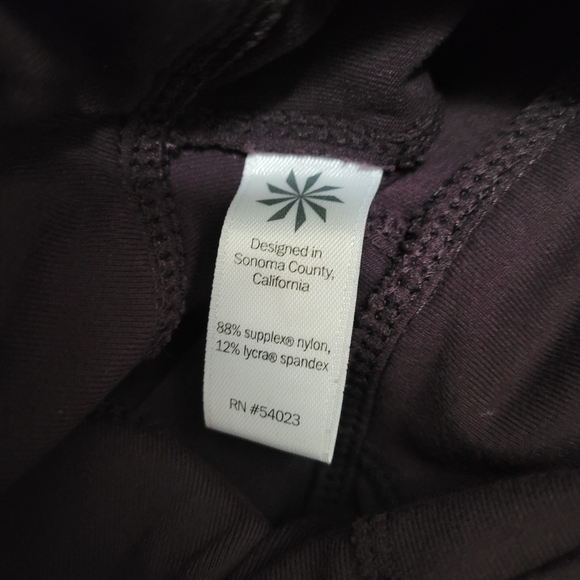 Designed in
Sonoma County,
California
88% supplex® nylon,
12% lycra® spandex
RN #54023